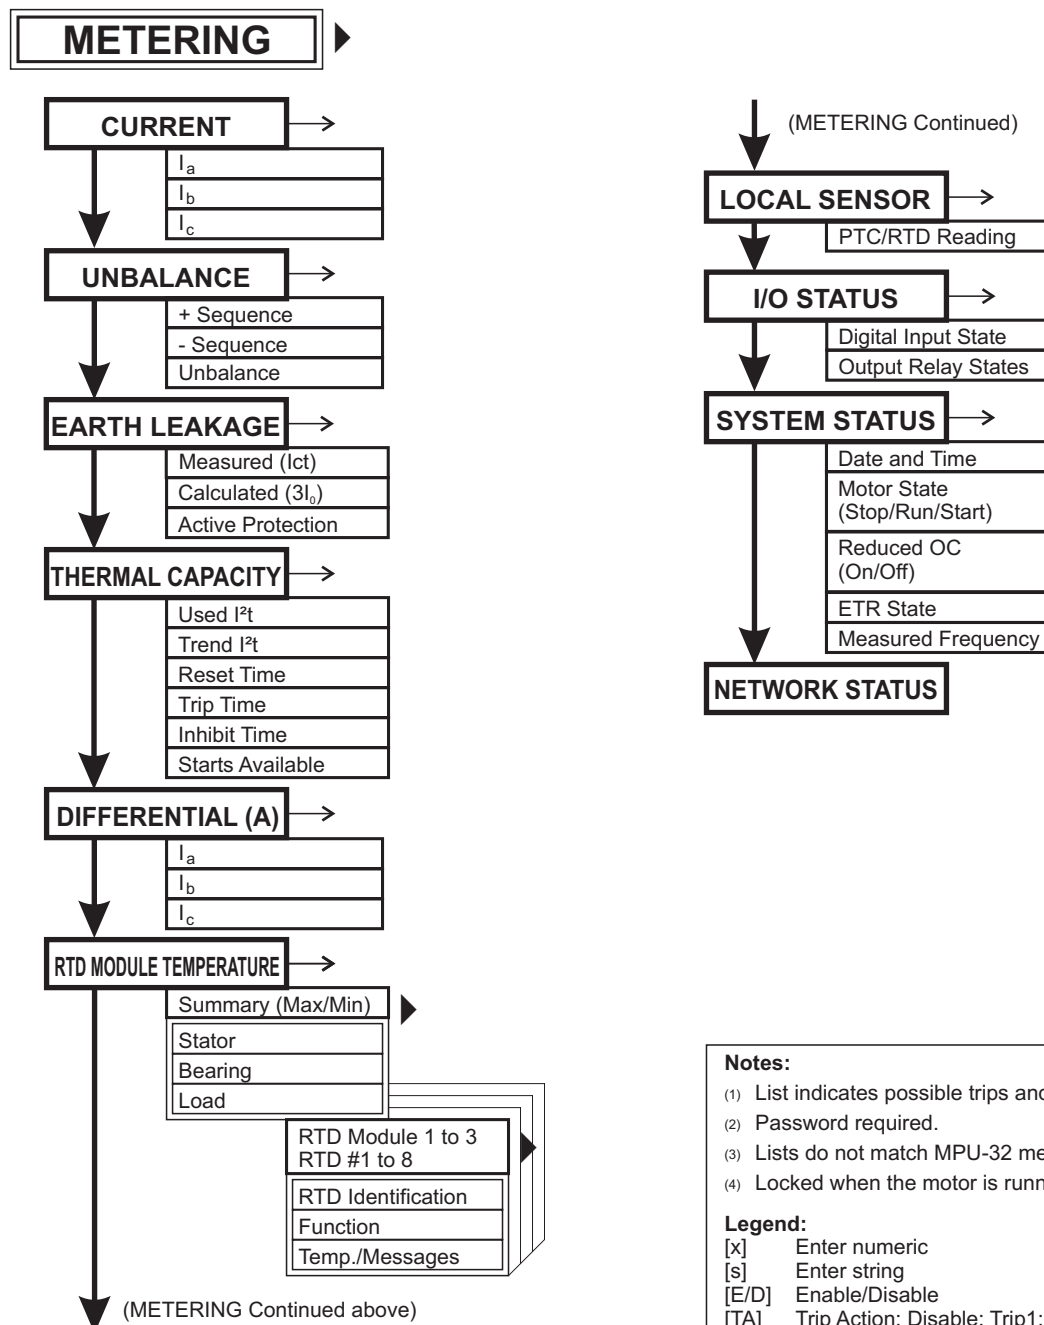 METERING
CURRENT
Ia
Ib
Ic
UNBALANCE
+ Sequence
- Sequence
Unbalance
EARTH LEAKAGE
Measured (Ict)
Calculated (3I₀)
Active Protection
THERMAL CAPACITY
Used I²t
Trend I²t
Reset Time
Trip Time
Inhibit Time
Starts Available
DIFFERENTIAL (A)
Ia
Ib
Ic
RTD MODULE TEMPERATURE
Summary (Max/Min)
Stator
Bearing
Load
RTD Module 1 to 3
RTD #1 to 8
RTD Identification
Function
Temp./Messages
(METERING Continued above)
(METERING Continued)
LOCAL SENSOR
PTC/RTD Reading
I/O STATUS
Digital Input State
Output Relay States
SYSTEM STATUS
Date and Time
Motor State
(Stop/Run/Start)
Reduced OC
(On/Off)
ETR State
Measured Frequency
NETWORK STATUS
Notes:
(1) List indicates possible trips and
(2) Password required.
(3) Lists do not match MPU-32 me
(4) Locked when the motor is runn
Legend:
[x] Enter numeric
[s] Enter string
[E/D] Enable/Disable
[TA] Trip Action: Disable; Trip1;